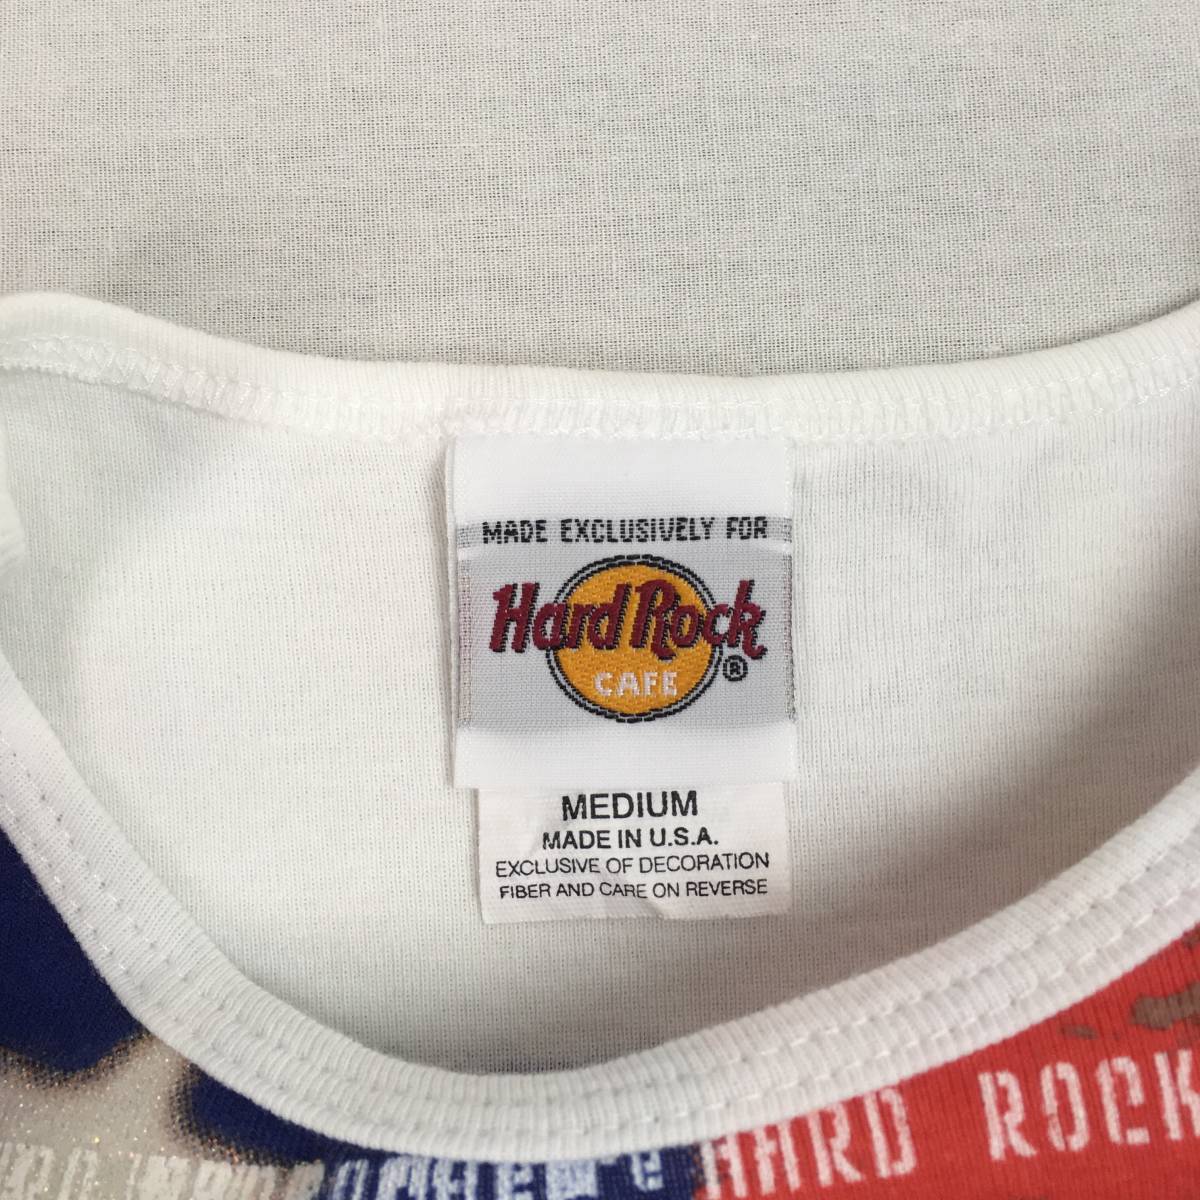 MADE EXCLUSIVELY FOR
Hard Rock
CAFE
®
MEDIUM
MADE IN U.S.A.
EXCLUSIVE OF DECORATION
FIBER AND CARE ON REVERSE
HARD ROCK